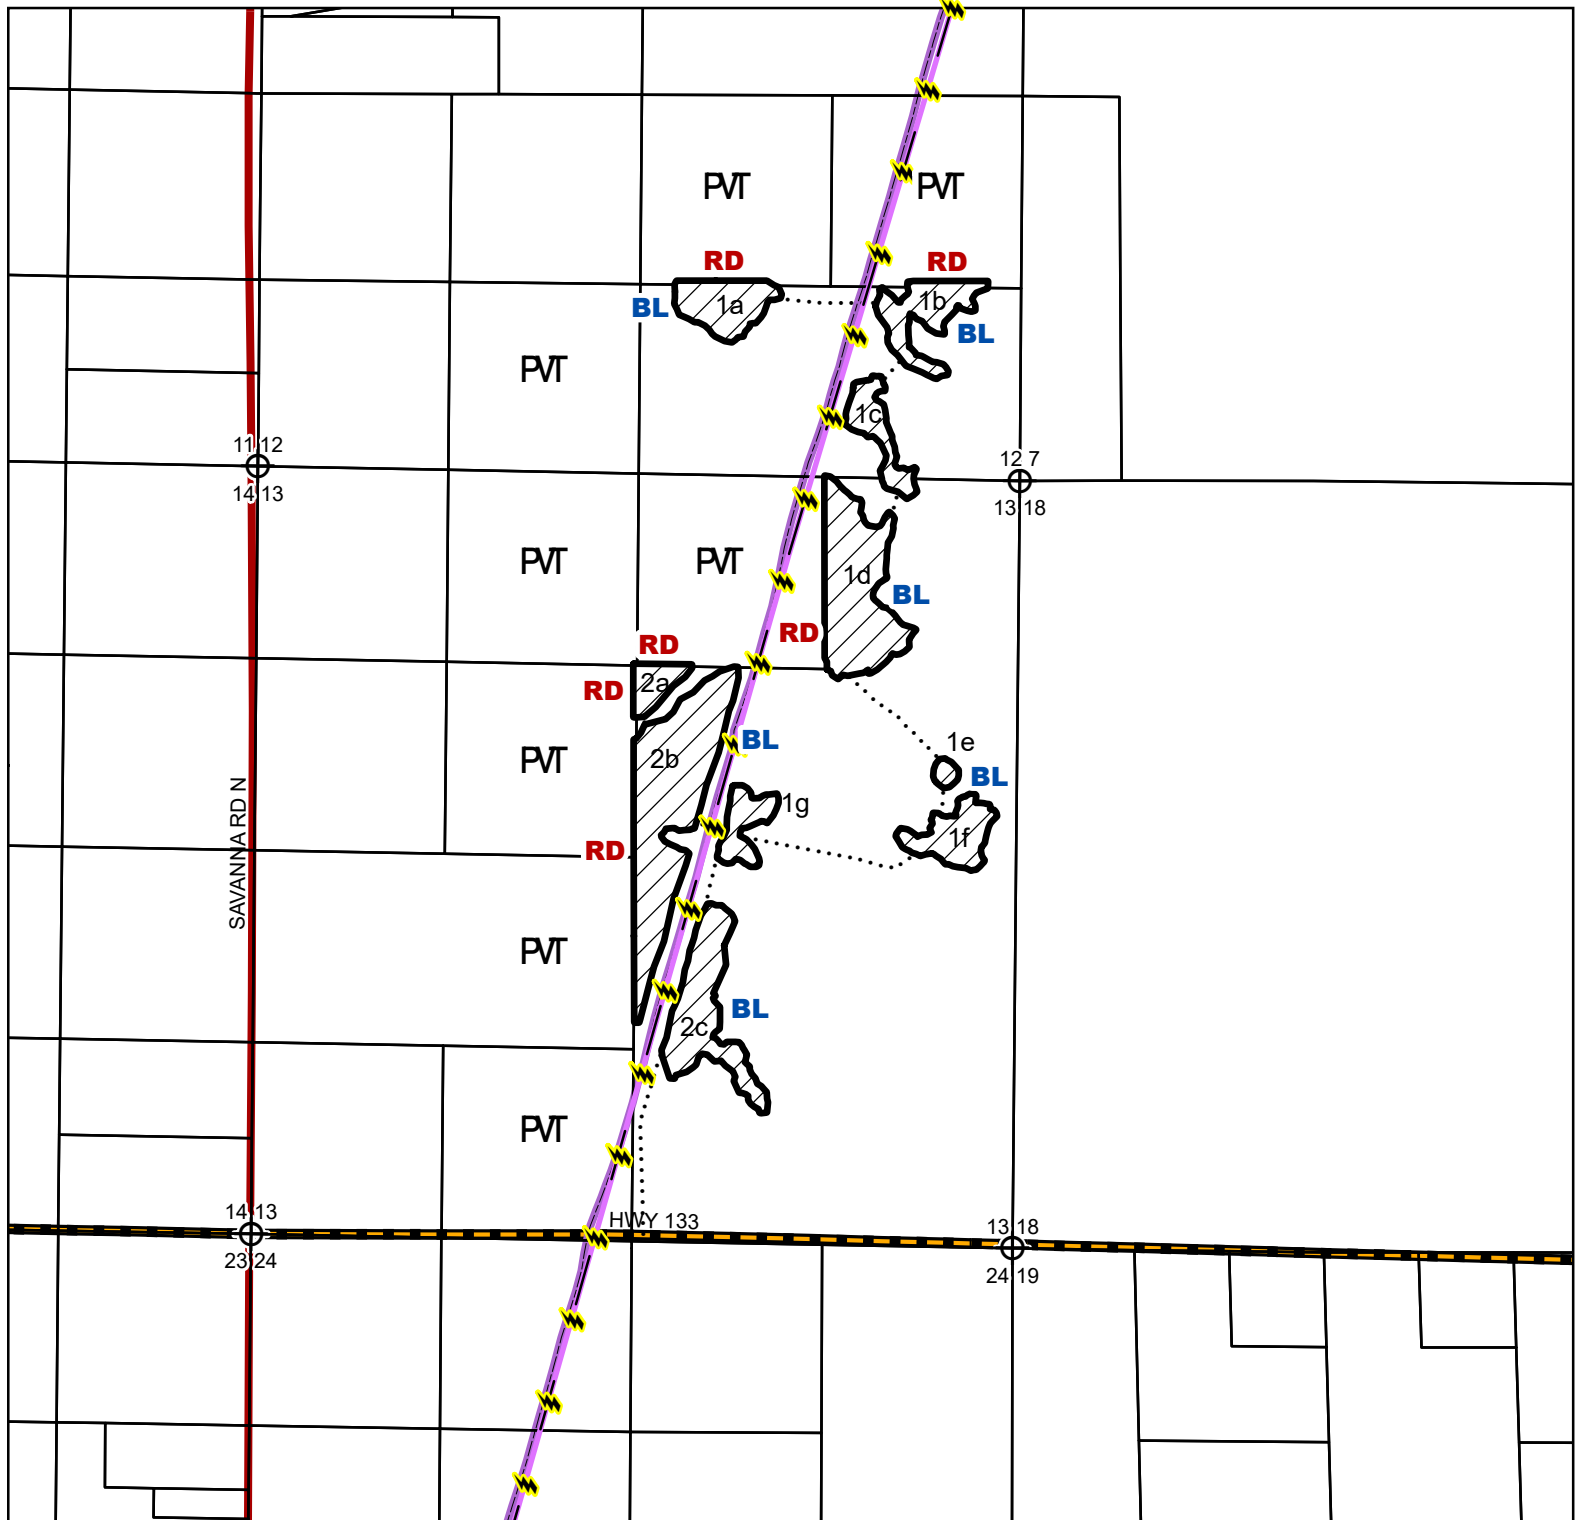 PVT
PVT
RD
RD
BL
1a
1b
BL
PVT
1c
11 12
14 13
12 7
13 18
PVT
PVT
1d
BL
RD
RD
2a
RD
BL
1e
PVT
2b
BL
1g
SAVANNA RD N
1f
RD
PVT
BL
2c
PVT
14 13
23 24
HWY 133
13 18
24 19